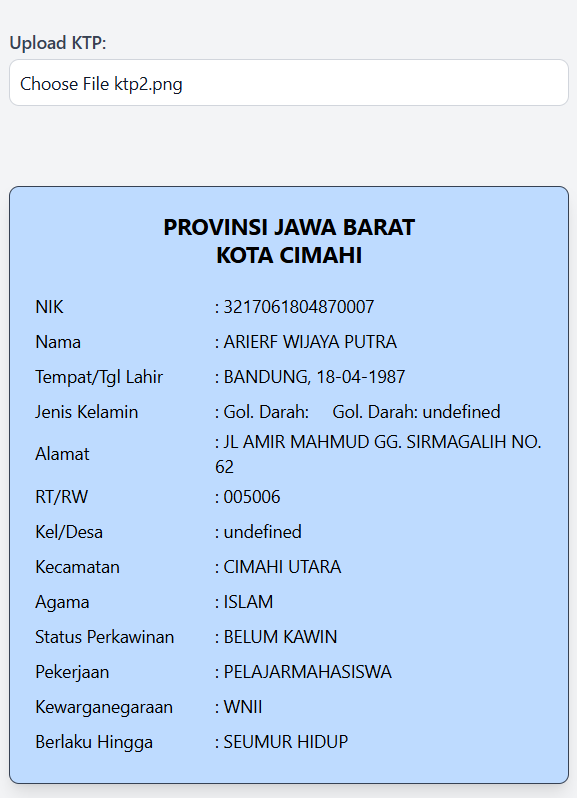 Upload KTP:
Choose File ktp2.png
PROVINSI JAWA BARAT
KOTA CIMAHI
NIK : 3217061804870007
Nama : ARIERF WIJAYA PUTRA
Tempat/Tgl Lahir : BANDUNG, 18-04-1987
Jenis Kelamin : Gol. Darah: Gol. Darah: undefined
Alamat : JL AMIR MAHMUD GG. SIRMAGALIH NO.
62
RT/RW : 005006
Kel/Desa : undefined
Kecamatan : CIMAHI UTARA
Agama : ISLAM
Status Perkawinan : BELUM KAWIN
Pekerjaan : PELAJARMAHASISWA
Kewarganegaraan : WNII
Berlaku Hingga : SEUMUR HIDUP